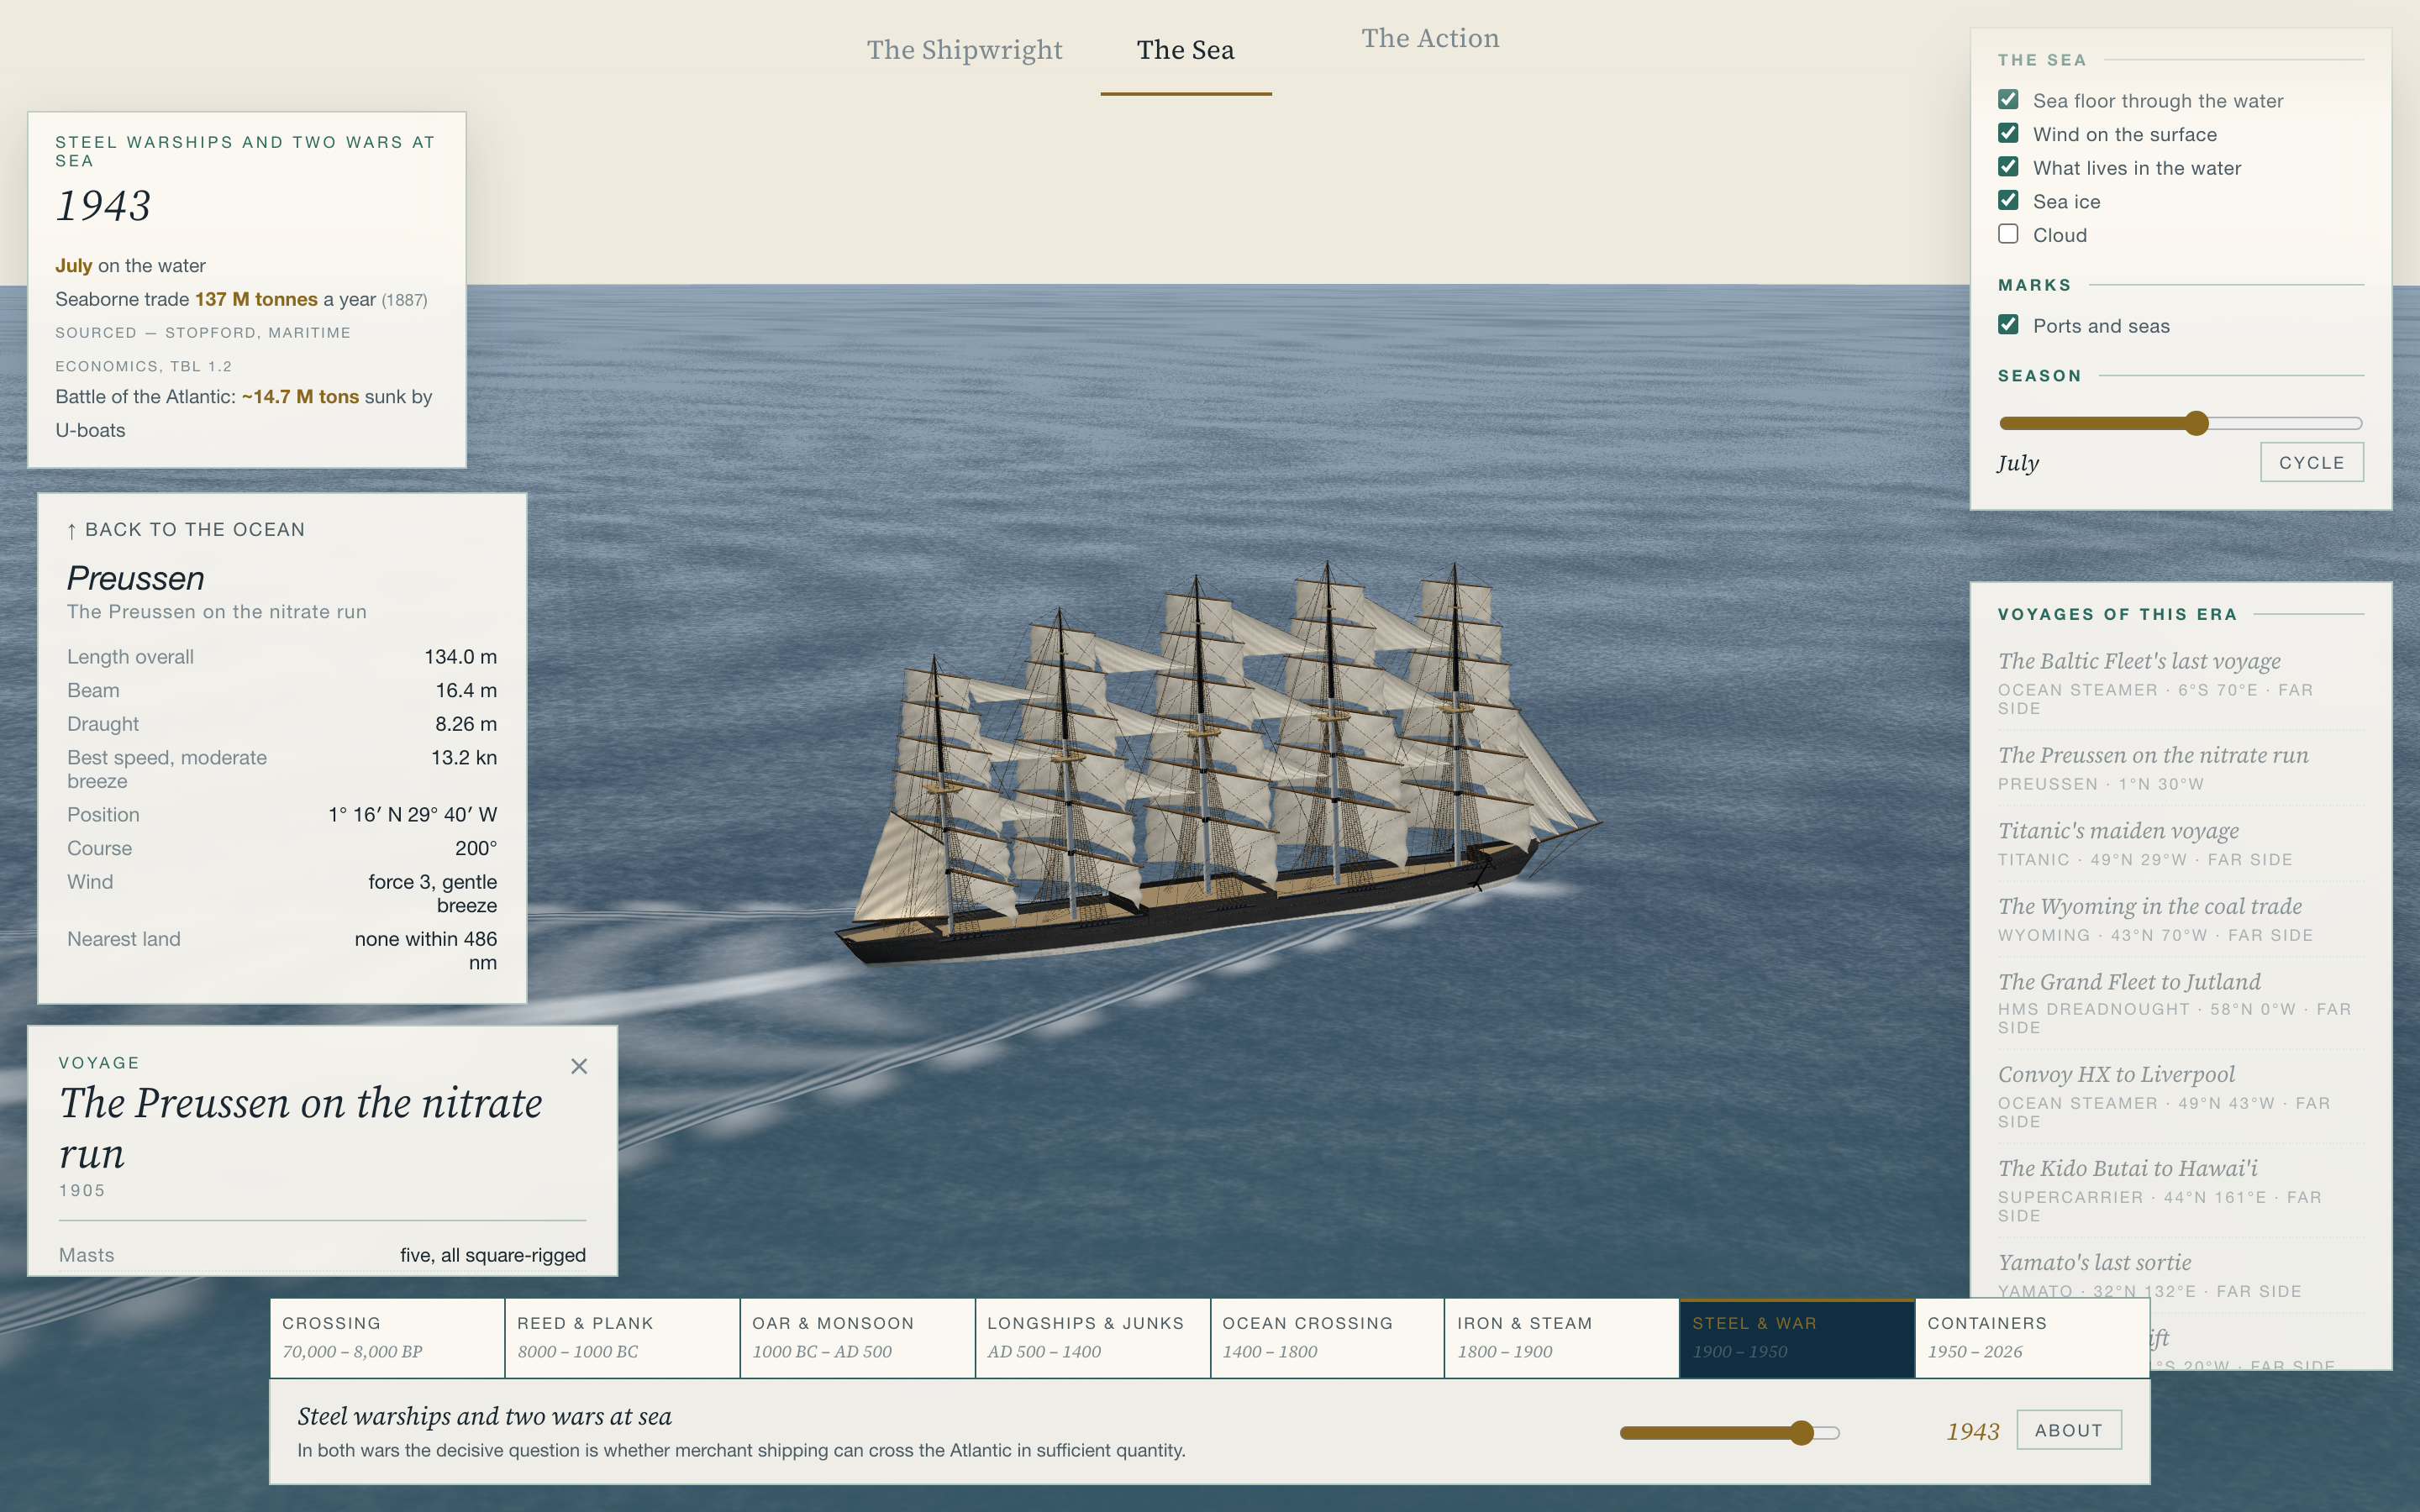 The Shipwright
The Sea
The Action
STEEL WARSHIPS AND TWO WARS AT
SEA
1943
July on the water
Seaborne trade 137 M tonnes a year (1887)
SOURCED — STOPFORD, MARITIME
ECONOMICS, TBL 1.2
Battle of the Atlantic: ~14.7 M tons sunk by
U-boats
↑ BACK TO THE OCEAN
Preussen
The Preussen on the nitrate run
Length overall 134.0 m
Beam 16.4 m
Draught 8.26 m
Best speed, moderate 13.2 kn
breeze
Position 1° 16′ N 29° 40′ W
Course 200°
Wind force 3, gentle
breeze
Nearest land none within 486
nm
VOYAGE
×
The Preussen on the nitrate
run
1905
Masts five, all square-rigged
THE SEA
Sea floor through the water
Wind on the surface
What lives in the water
Sea ice
Cloud
MARKS
Ports and seas
SEASON
July
CYCLE
VOYAGES OF THIS ERA
The Baltic Fleet's last voyage
OCEAN STEAMER · 6°S 70°E · FAR
SIDE
The Preussen on the nitrate run
PREUSSEN · 1°N 30°W
Titanic's maiden voyage
TITANIC · 49°N 29°W · FAR SIDE
The Wyoming in the coal trade
WYOMING · 43°N 70°W · FAR SIDE
The Grand Fleet to Jutland
HMS DREADNOUGHT · 58°N 0°W · FAR
SIDE
Convoy HX to Liverpool
OCEAN STEAMER · 49°N 43°W · FAR
SIDE
The Kido Butai to Hawai'i
SUPERCARRIER · 44°N 161°E · FAR
SIDE
Yamato's last sortie
YAMATO · 32°N 132°E · FAR SIDE
°S 20°W · FAR SIDE
CROSSING
70,000 – 8,000 BP
REED & PLANK
8000 – 1000 BC
OAR & MONSOON
1000 BC – AD 500
LONGSHIPS & JUNKS
AD 500 – 1400
OCEAN CROSSING
1400 – 1800
IRON & STEAM
1800 – 1900
STEEL & WAR
1900 – 1950
CONTAINERS
1950 – 2026
Steel warships and two wars at sea
In both wars the decisive question is whether merchant shipping can cross the Atlantic in sufficient quantity.
1943
ABOUT